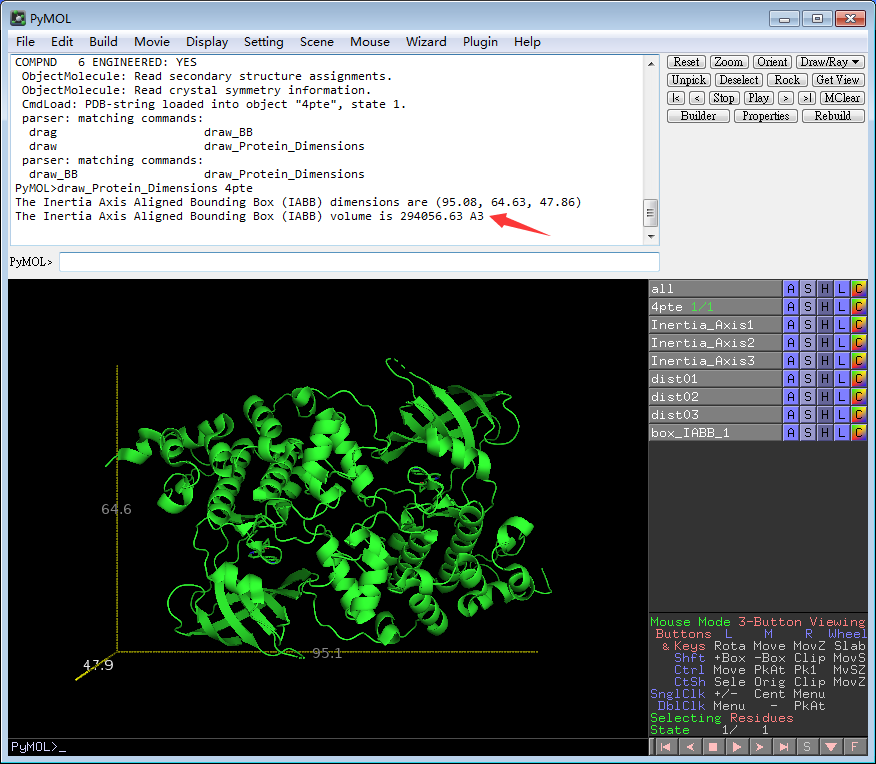 PyMOL
File Edit Build Movie Display Setting Scene Mouse Wizard Plugin Help
COMPND   6 ENGINEERED: YES
ObjectMolecule: Read secondary structure assignments.
ObjectMolecule: Read crystal symmetry information.
CmdLoad: PDB-string loaded into object "4pte", state 1.
parser: matching commands:
drag draw_BB
draw draw_Protein_Dimensions
parser: matching commands:
draw_BB draw_Protein_Dimensions
PyMOL>draw_Protein_Dimensions 4pte
The Inertia Axis Aligned Bounding Box (IABB) dimensions are (95.08, 64.63, 47.86)
The Inertia Axis Aligned Bounding Box (IABB) volume is 294056.63 A3
Reset Zoom Orient Draw/Ray
Unpick Deselect Rock Get View
|< < Stop Play > >| MClear
Builder Properties Rebuild
PyMOL>
all A S H L C
4pte 1/1 A S H L C
Inertia_Axis1 A S H L C
Inertia_Axis2 A S H L C
Inertia_Axis3 A S H L C
dist01 A S H L C
dist02 A S H L C
dist03 A S H L C
box_IABB_1 A S H L C
64.6
95.1
47.9
Mouse Mode 3-Button Viewing
Buttons L M R Wheel
& Keys Rota Move MovZ Slab
Shft +Box -Box Clip MovS
Ctrl Move PkAt Pk1 MvSZ
CtSh Sele Orig Clip MovZ
SnglClk +/- Cent Menu
DblClk Menu - PkAt
Selecting Residues
State 1/ 1
S F
PyMOL>_